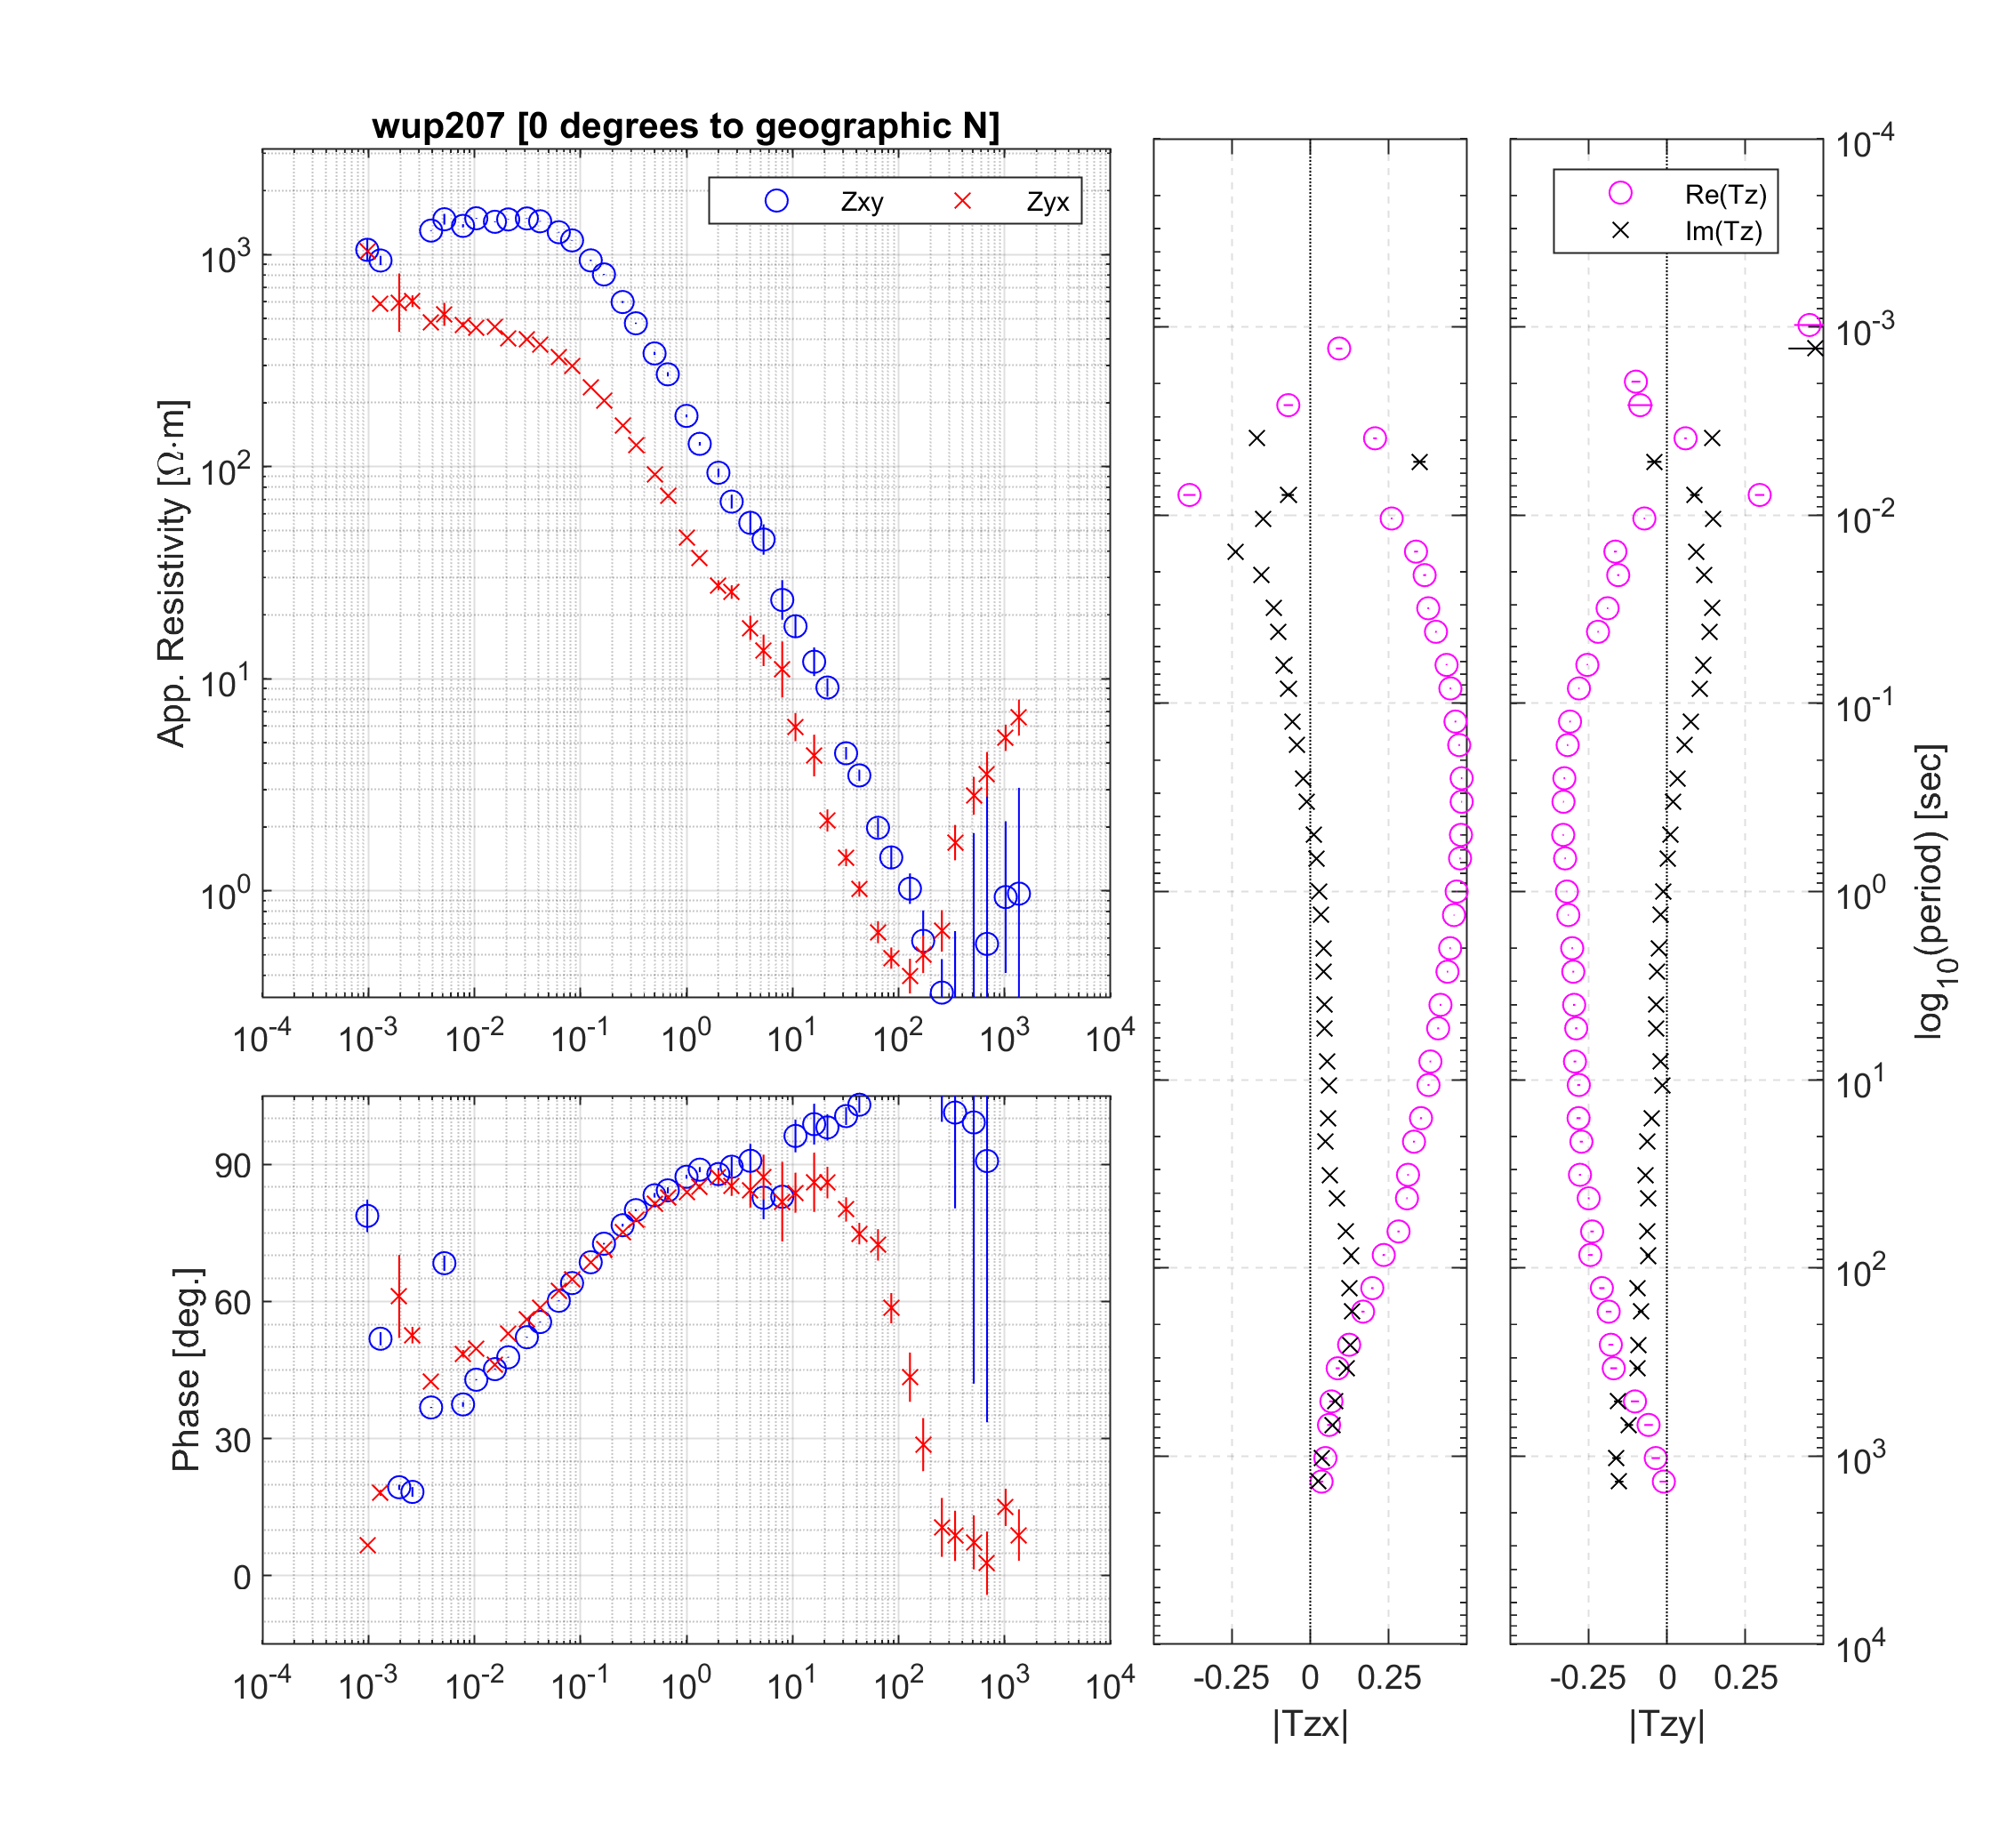 wup207 [0 degrees to geographic N]
Zxy Zyx
App. Resistivity [Ω·m]
10^3
10^2
10^1
10^0
10^-4 10^-3 10^-2 10^-1 10^0 10^1 10^2 10^3 10^4
Phase [deg.]
90
60
30
0
10^-4 10^-3 10^-2 10^-1 10^0 10^1 10^2 10^3 10^4
-0.25 0 0.25
|Tzx|
Re(Tz)
Im(Tz)
-0.25 0 0.25
|Tzy|
10^-4
10^-3
10^-2
10^-1
10^0
10^1
10^2
10^3
10^4
log_10(period) [sec]